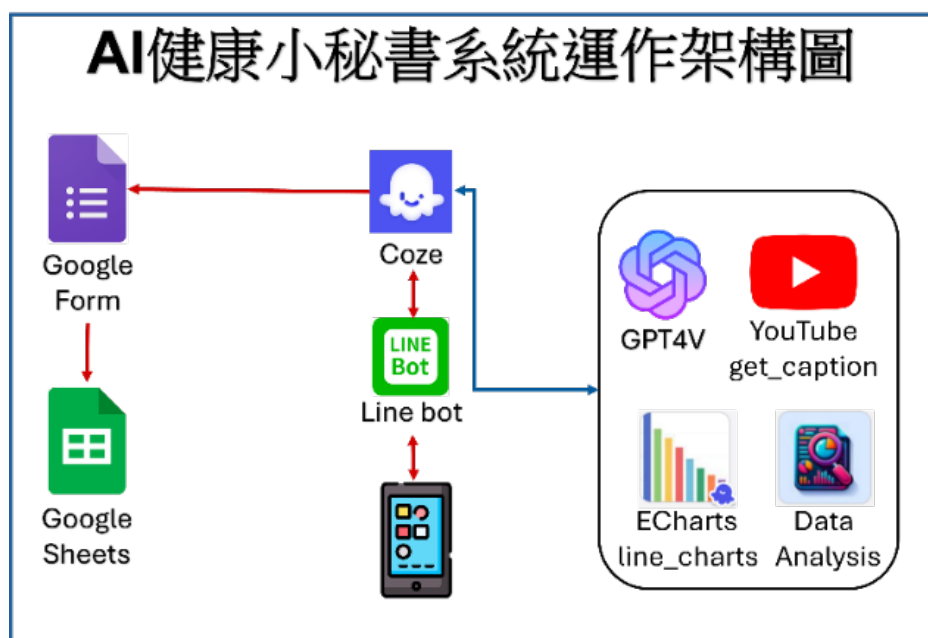 AI健康小秘書系統運作架構圖
Google
Form
Coze
LINE
Bot
Line bot
Google
Sheets
GPT4V
YouTube
get_caption
ECharts
line_charts
Data
Analysis